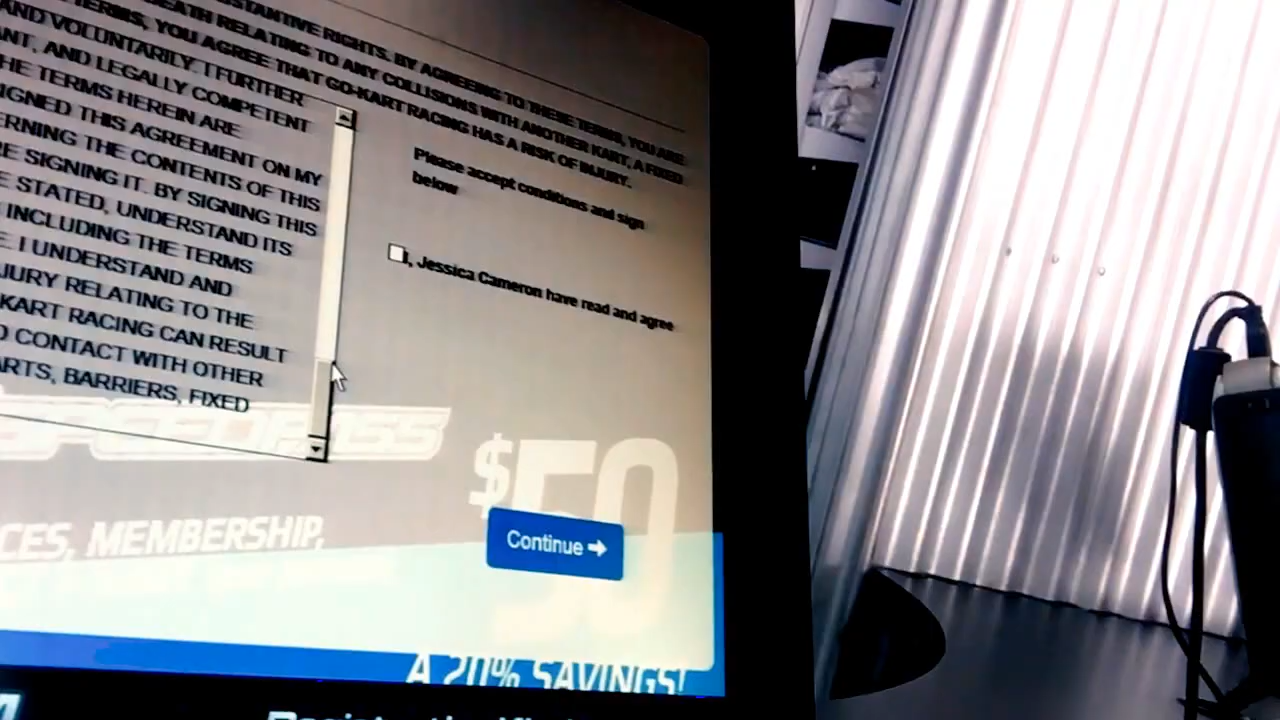 STANTIVE RIGHTS. BY AGREEING TO THESE TERMS, YOU ARE
DEATH RELATING TO ANY COLLISIONS WITH ANOTHER KART, A FIXED
TERMS, YOU AGREE THAT GO-KART RACING HAS A RISK OF INJURY.
AND VOLUNTARILY. I FURTHER
ANT, AND LEGALLY COMPETENT
HE TERMS HEREIN ARE
IGNED THIS AGREEMENT ON MY
ERNING THE CONTENTS OF THIS
RE SIGNING IT. BY SIGNING THIS
E STATED, UNDERSTAND ITS
INCLUDING THE TERMS
E. I UNDERSTAND AND
JURY RELATING TO THE
KART RACING CAN RESULT
O CONTACT WITH OTHER
ARTS, BARRIERS, FIXED
Please accept conditions and sign
below
I, Jessica Cameron have read and agree
SPEEDPASS
$50
CES, MEMBERSHIP,
Continue
A 20% SAVINGS!